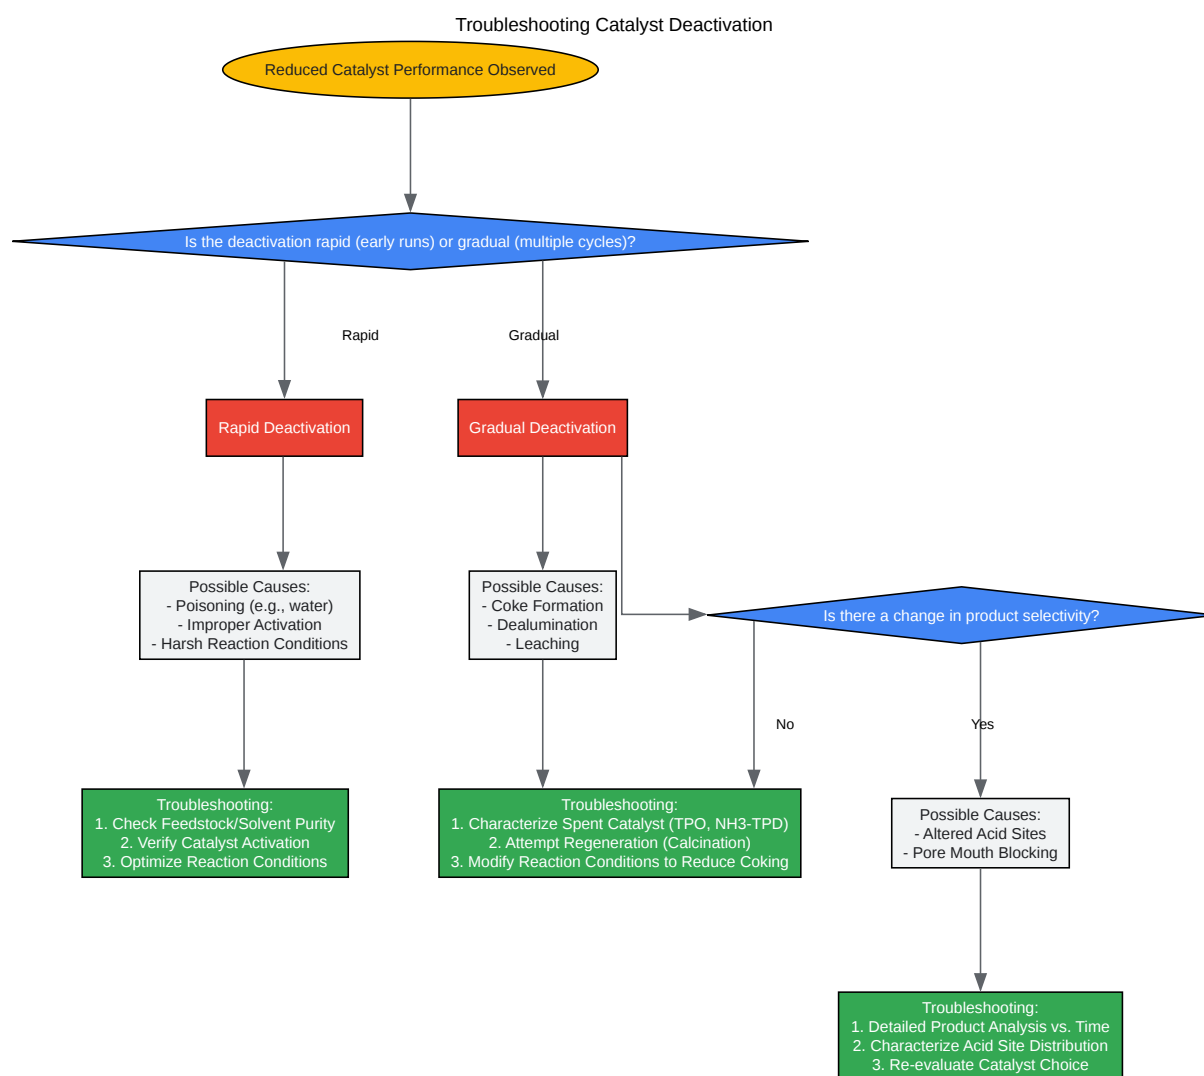 Troubleshooting Catalyst Deactivation
Reduced Catalyst Performance Observed
Is the deactivation rapid (early runs) or gradual (multiple cycles)?
Rapid
Gradual
Rapid Deactivation
Gradual Deactivation
Possible Causes:
- Poisoning (e.g., water)
- Improper Activation
- Harsh Reaction Conditions
Possible Causes:
- Coke Formation
- Dealumining
- Leaching
Is there a change in product selectivity?
No
Yes
Troubleshooting:
1. Check Feedstock/Solvent Purity
2. Verify Catalyst Activation
3. Optimize Reaction Conditions
Troubleshooting:
1. Characterize Spent Catalyst (TPO, NH3-TPD)
2. Attempt Regeneration (Calcination)
3. Modify Reaction Conditions to Reduce Coking
Possible Causes:
- Altered Acid Sites
- Pore Mouth Blocking
Troubleshooting:
1. Detailed Product Analysis vs. Time
2. Characterize Acid Site Distribution
3. Re-evaluate Catalyst Choice